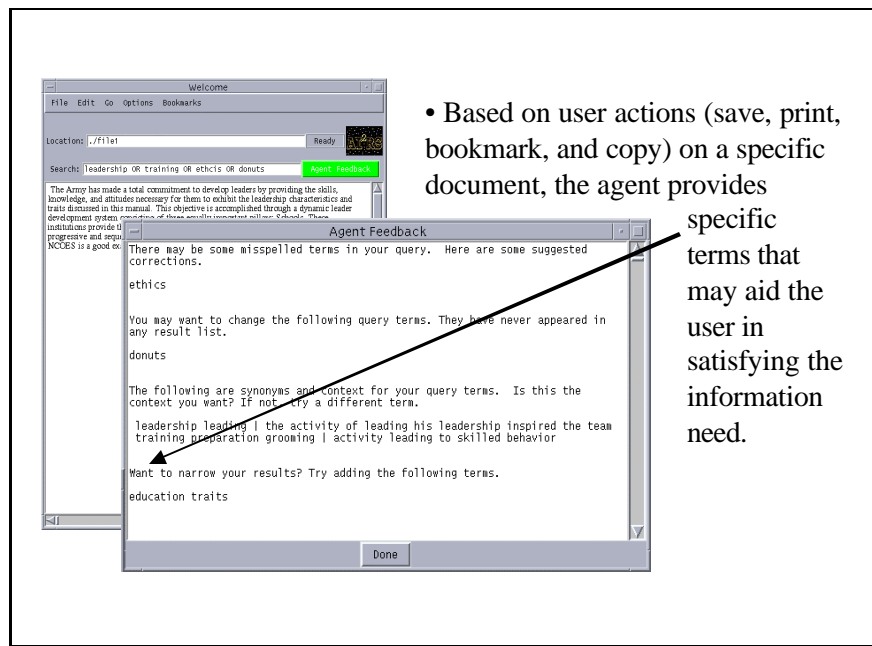 Welcome
File Edit Go Options Bookmarks
Location: ./file1
Ready
Search: leadership OR training OR ethcis OR donuts
Agent Feedback
The Army has made a total commitment to develop leaders by providing the skills,
knowledge, and attitudes necessary for them to exhibit the leadership characteristics and
traits discussed in this manual. This objective is accomplished through a dynamic leader
development system consisting of three equally important pillars: Schools. These
institutions provide th
progressive and sequ
NCOES is a good ex
Agent Feedback
There may be some misspelled terms in your query. Here are some suggested
corrections.
ethics
You may want to change the following query terms. They have never appeared in
any result list.
donuts
The following are synonyms and context for your query terms. Is this the
context you want? If not, try a different term.
leadership leading | the activity of leading his leadership inspired the team
training preparation grooming | activity leading to skilled behavior
Want to narrow your results? Try adding the following terms.
education traits
Done
• Based on user actions (save, print,
bookmark, and copy) on a specific
document, the agent provides
specific
terms that
may aid the
user in
satisfying the
information
need.